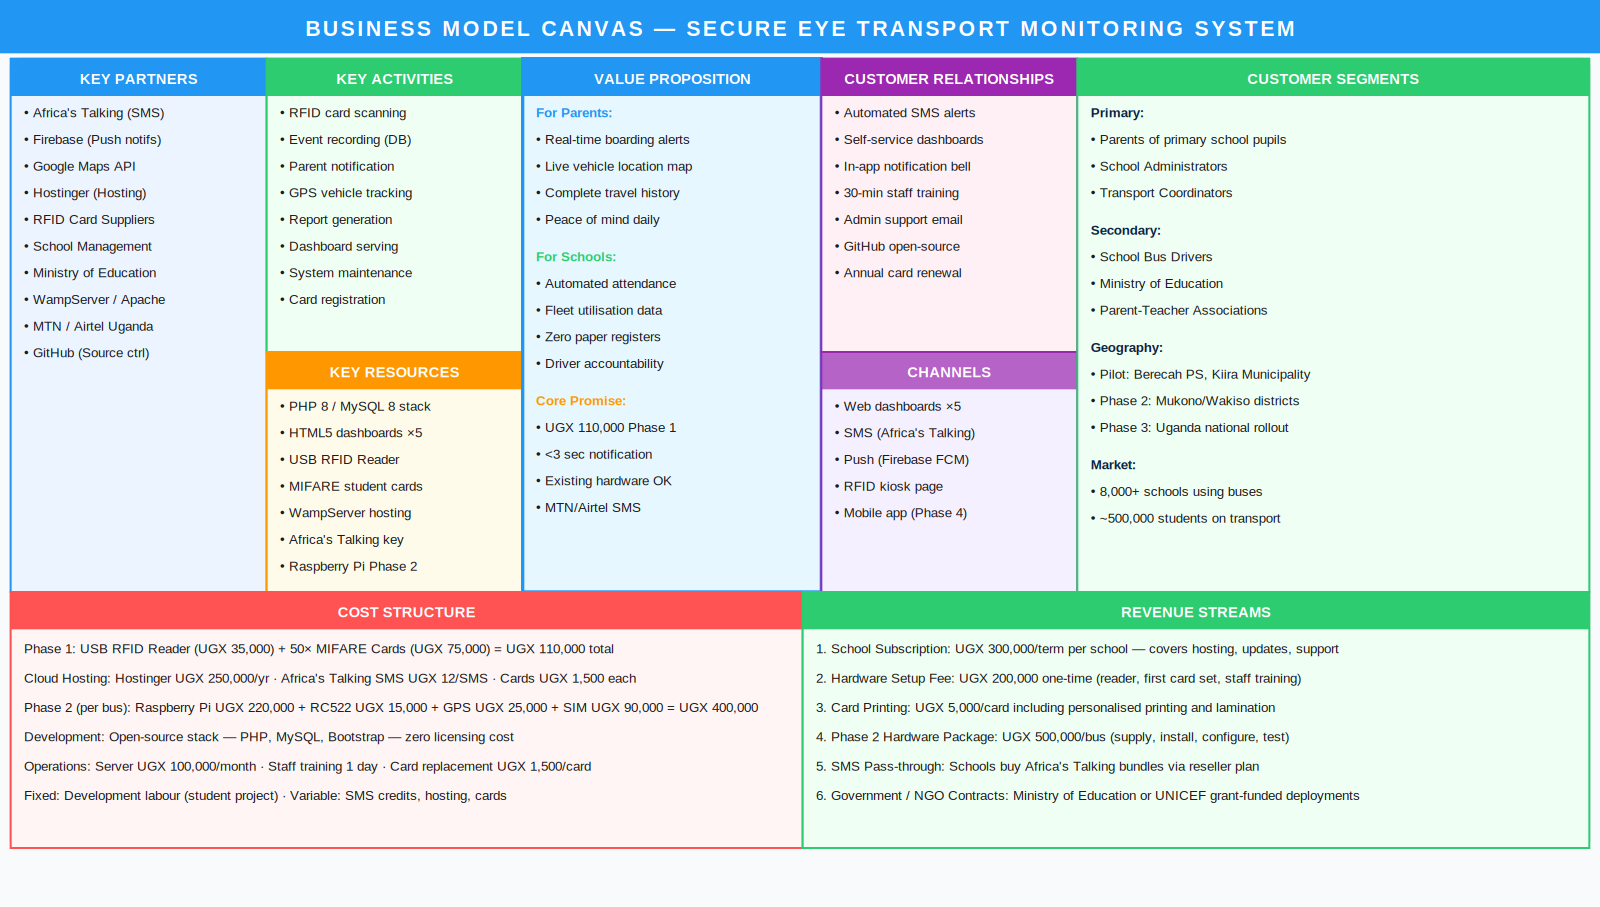 BUSINESS MODEL CANVAS — SECURE EYE TRANSPORT MONITORING SYSTEM
KEY PARTNERS
• Africa's Talking (SMS)
• Firebase (Push notifs)
• Google Maps API
• Hostinger (Hosting)
• RFID Card Suppliers
• School Management
• Ministry of Education
• WampServer / Apache
• MTN / Airtel Uganda
• GitHub (Source ctrl)
KEY ACTIVITIES
• RFID card scanning
• Event recording (DB)
• Parent notification
• GPS vehicle tracking
• Report generation
• Dashboard serving
• System maintenance
• Card registration
KEY RESOURCES
• PHP 8 / MySQL 8 stack
• HTML5 dashboards ×5
• USB RFID Reader
• MIFARE student cards
• WampServer hosting
• Africa's Talking key
• Raspberry Pi Phase 2
VALUE PROPOSITION
For Parents:
• Real-time boarding alerts
• Live vehicle location map
• Complete travel history
• Peace of mind daily
For Schools:
• Automated attendance
• Fleet utilisation data
• Zero paper registers
• Driver accountability
Core Promise:
• UGX 110,000 Phase 1
• <3 sec notification
• Existing hardware OK
• MTN/Airtel SMS
CUSTOMER RELATIONSHIPS
• Automated SMS alerts
• Self-service dashboards
• In-app notification bell
• 30-min staff training
• Admin support email
• GitHub open-source
• Annual card renewal
CHANNELS
• Web dashboards ×5
• SMS (Africa's Talking)
• Push (Firebase FCM)
• RFID kiosk page
• Mobile app (Phase 4)
CUSTOMER SEGMENTS
Primary:
• Parents of primary school pupils
• School Administrators
• Transport Coordinators
Secondary:
• School Bus Drivers
• Ministry of Education
• Parent-Teacher Associations
Geography:
• Pilot: Berecah PS, Kiira Municipality
• Phase 2: Mukono/Wakiso districts
• Phase 3: Uganda national rollout
Market:
• 8,000+ schools using buses
• ~500,000 students on transport
COST STRUCTURE
Phase 1: USB RFID Reader (UGX 35,000) + 50× MIFARE Cards (UGX 75,000) = UGX 110,000 total
Cloud Hosting: Hostinger UGX 250,000/yr · Africa's Talking SMS UGX 12/SMS · Cards UGX 1,500 each
Phase 2 (per bus): Raspberry Pi UGX 220,000 + RC522 UGX 15,000 + GPS UGX 25,000 + SIM UGX 90,000 = UGX 400,000
Development: Open-source stack — PHP, MySQL, Bootstrap — zero licensing cost
Operations: Server UGX 100,000/month · Staff training 1 day · Card replacement UGX 1,500/card
Fixed: Development labour (student project) · Variable: SMS credits, hosting, cards
REVENUE STREAMS
1. School Subscription: UGX 300,000/term per school — covers hosting, updates, support
2. Hardware Setup Fee: UGX 200,000 one-time (reader, first card set, staff training)
3. Card Printing: UGX 5,000/card including personalised printing and lamination
4. Phase 2 Hardware Package: UGX 500,000/bus (supply, install, configure, test)
5. SMS Pass-through: Schools buy Africa's Talking bundles via reseller plan
6. Government / NGO Contracts: Ministry of Education or UNICEF grant-funded deployments